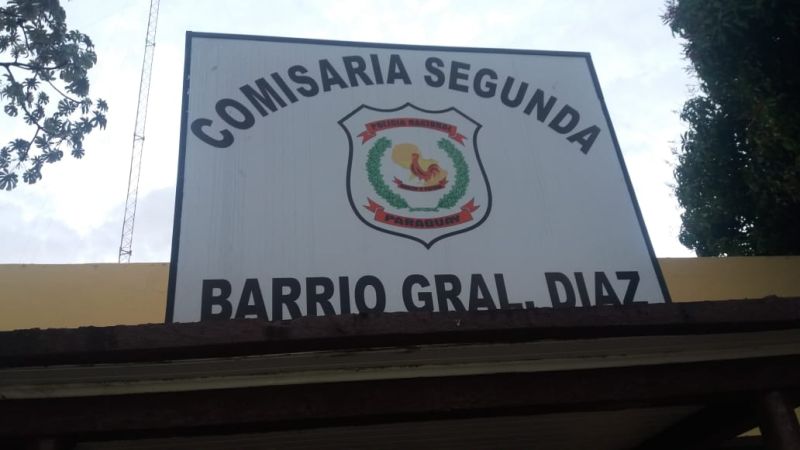 COMISARIA SEGUNDA
POLICIA NACIONAL
PARAGUAY
BARRIO GRAL. DIAZ